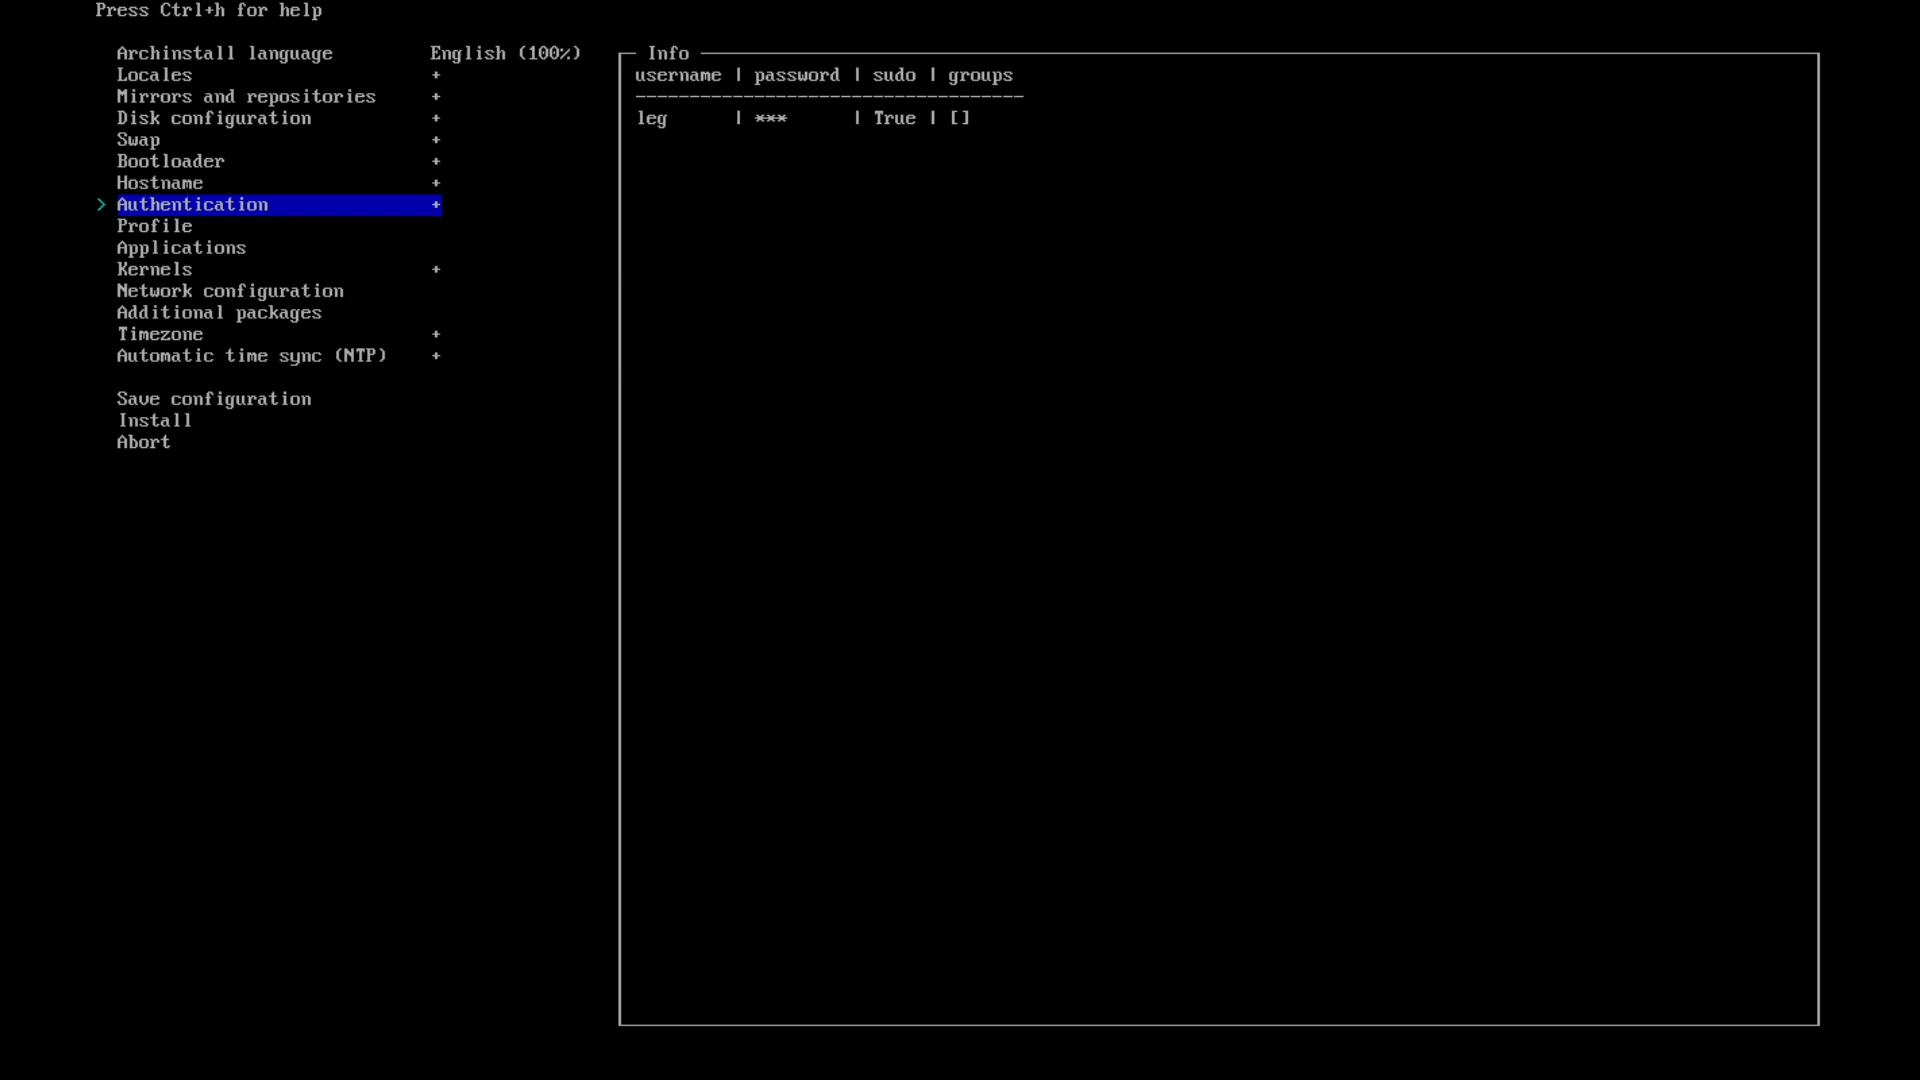 Press Ctrl+h for help
Archinstall language English (100%)
Locales +
Mirrors and repositories +
Disk configuration +
Swap +
Bootloader +
Hostname +
> Authentication +
Profile
Applications
Kernels +
Network configuration
Additional packages
Timezone +
Automatic time sync (NTP) +
Save configuration
Install
Abort
Info
username | password | sudo | groups
------------------------------------
leg | *** | True | []